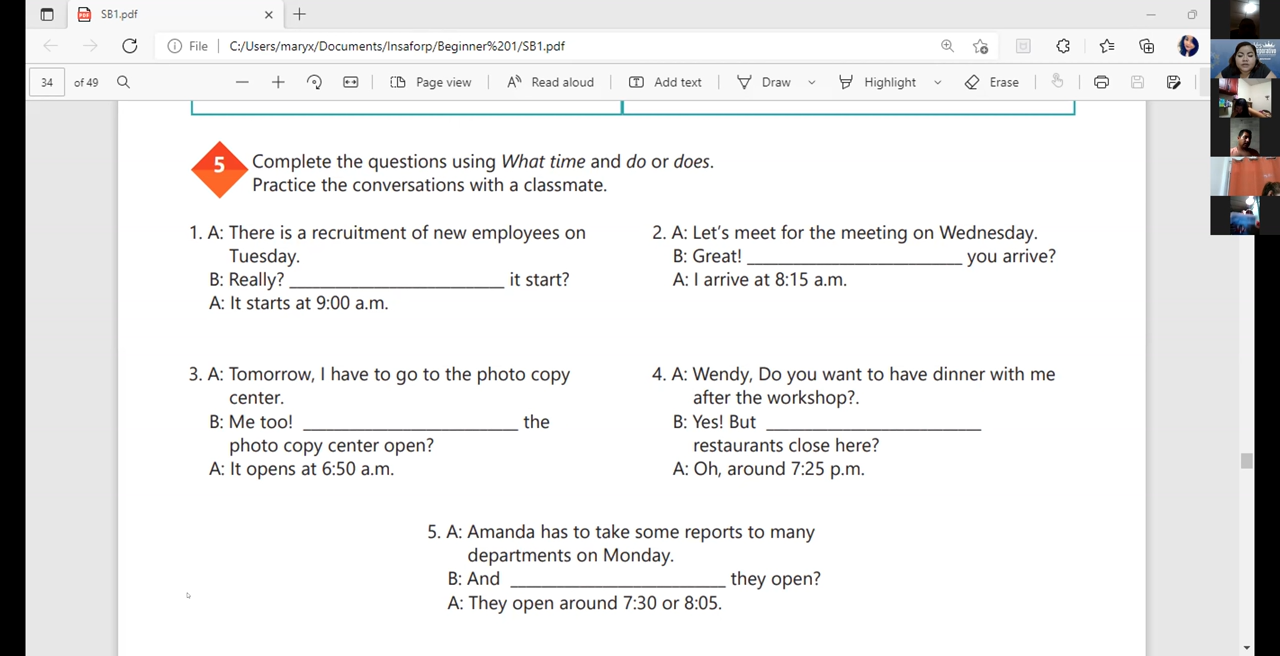 SB1.pdf
File
C:/Users/maryx/Documents/Insaforp/Beginner%201/SB1.pdf
34
of 49
Page view
Read aloud
Add text
Draw
Highlight
Erase
5
Complete the questions using What time and do or does.
Practice the conversations with a classmate.
1. A: There is a recruitment of new employees on
Tuesday.
B: Really? ______________________ it start?
A: It starts at 9:00 a.m.
2. A: Let's meet for the meeting on Wednesday.
B: Great! ______________________ you arrive?
A: I arrive at 8:15 a.m.
3. A: Tomorrow, I have to go to the photo copy
center.
B: Me too! ______________________ the
photo copy center open?
A: It opens at 6:50 a.m.
4. A: Wendy, Do you want to have dinner with me
after the workshop?.
B: Yes! But ______________________
restaurants close here?
A: Oh, around 7:25 p.m.
5. A: Amanda has to take some reports to many
departments on Monday.
B: And ______________________ they open?
A: They open around 7:30 or 8:05.